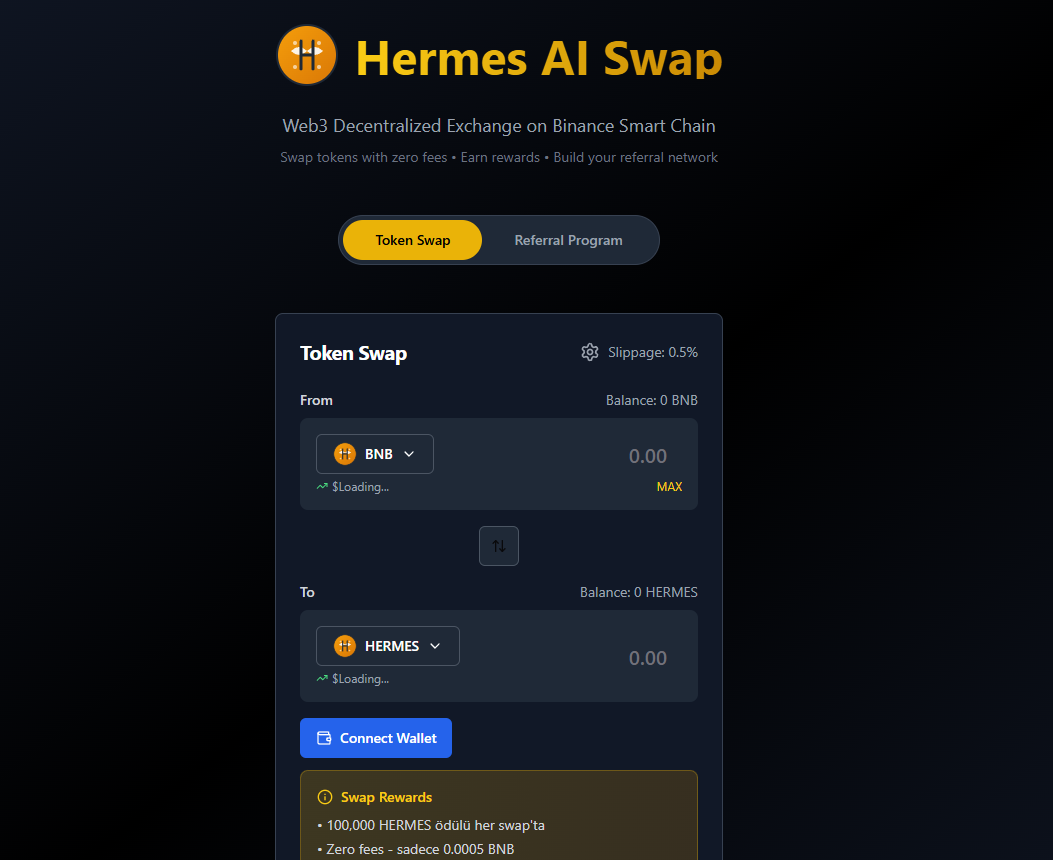 Hermes AI Swap
Web3 Decentralized Exchange on Binance Smart Chain
Swap tokens with zero fees • Earn rewards • Build your referral network
Token Swap
Referral Program
Token Swap
Slippage: 0.5%
From
Balance: 0 BNB
BNB
0.00
$Loading...
MAX
To
Balance: 0 HERMES
HERMES
0.00
$Loading...
Connect Wallet
Swap Rewards
• 100,000 HERMES ödülü her swap'ta
• Zero fees - sadece 0.0005 BNB